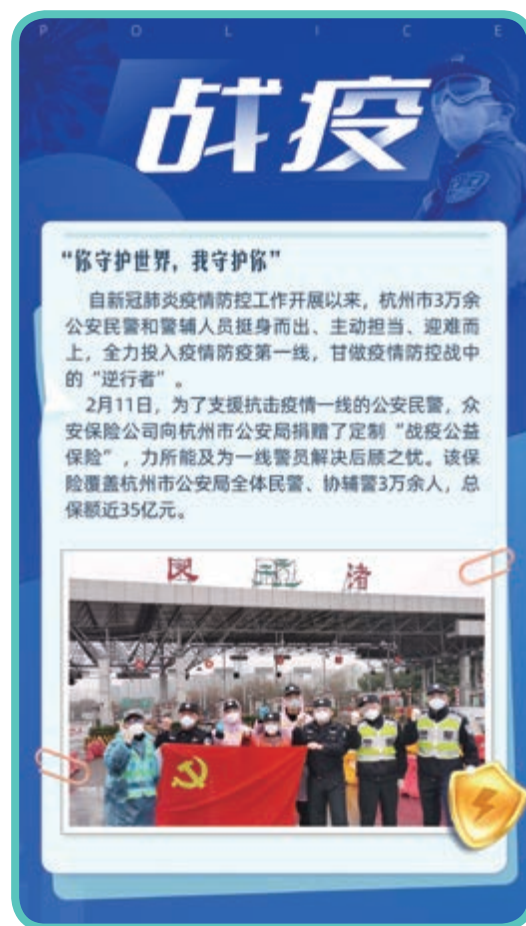 POLICE
战疫
“你守护世界，我守护你”
自新冠肺炎疫情防控工作开展以来，杭州市3万余
公安民警和警辅人员挺身而出、主动担当、迎难而
上，全力投入疫情防疫第一线，甘做疫情防控战中
的“逆行者”。
2月11日，为了支援抗击疫情一线的公安民警，众
安保险公司向杭州市公安局捐赠了定制“战疫公益
保险”，力所能及为一线警员解决后顾之忧。该保
险覆盖杭州市公安局全体民警、协辅警3万余人，总
保额近35亿元。
渚